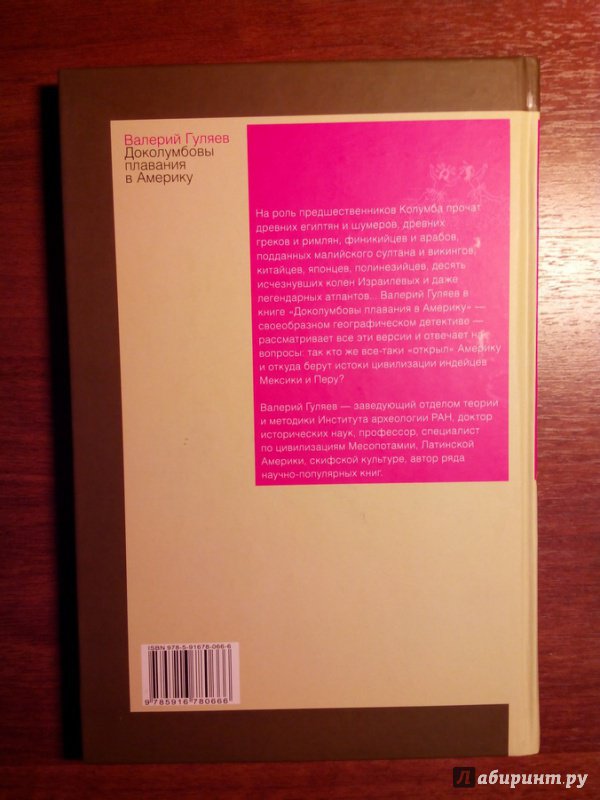 Валерий Гуляев
Доколумбовы
плавания
в Америку
На роль предшественников Колумба прочат
древних египтян и шумеров, древних
греков и римлян, финикийцев и арабов,
подданных малийского султана и викингов,
китайцев, японцев, полинезийцев, десять
исчезнувших колен Израилевых и даже
легендарных атлантов... Валерий Гуляев в
книге «Доколумбовы плавания в Америку» —
своеобразном географическом детективе —
рассматривает все эти версии и отвечает на
вопросы: так кто же все-таки «открыл» Америку
и откуда берут истоки цивилизации индейцев
Мексики и Перу?
Валерий Гуляев — заведующий отделом теории
и методики Института археологии РАН, доктор
исторических наук, профессор, специалист
по цивилизациям Месопотамии, Латинской
Америки, скифской культуре, автор ряда
научно-популярных книг.
ISBN 978-5-91678-066-6
9 785916 780666
Лабиринт.ру